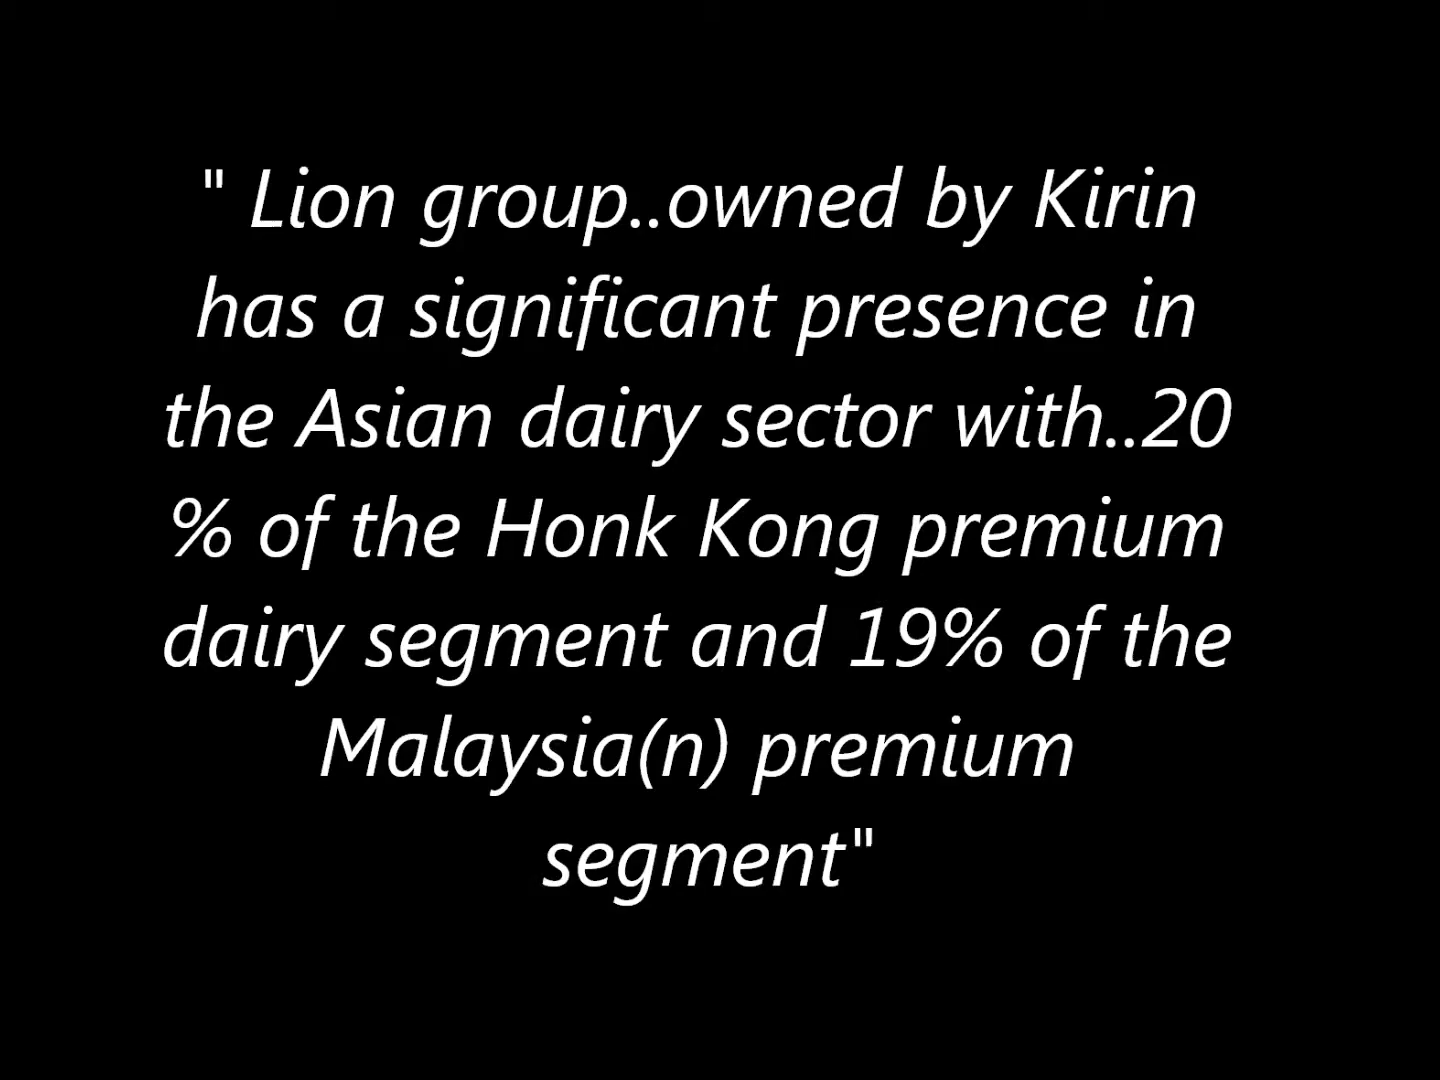 " Lion group..owned by Kirin
has a significant presence in
the Asian dairy sector with..20
% of the Honk Kong premium
dairy segment and 19% of the
Malaysia(n) premium
segment"